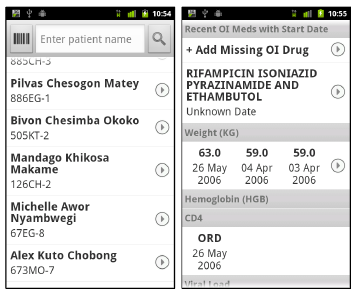 10:54
Enter patient name
885CH-3
Pilvas Chesogon Matey
886EG-1
Bivon Chesimba Okoko
505KT-2
Mandago Khikosa
Makame
126CH-2
Michelle Awor
Nyambwegi
67EG-8
Alex Kuto Chobong
673MO-7
10:55
Recent OI Meds with Start Date
+ Add Missing OI Drug
RIFAMPICIN ISONIAZID
PYRAZINAMIDE AND
ETHAMBUTOL
Unknown Date
Weight (KG)
63.0 59.0 59.0
26 May 04 Apr 03 Apr
2006 2006 2006
Hemoglobin (HGB)
CD4
ORD
26 May
2006
Viral Load